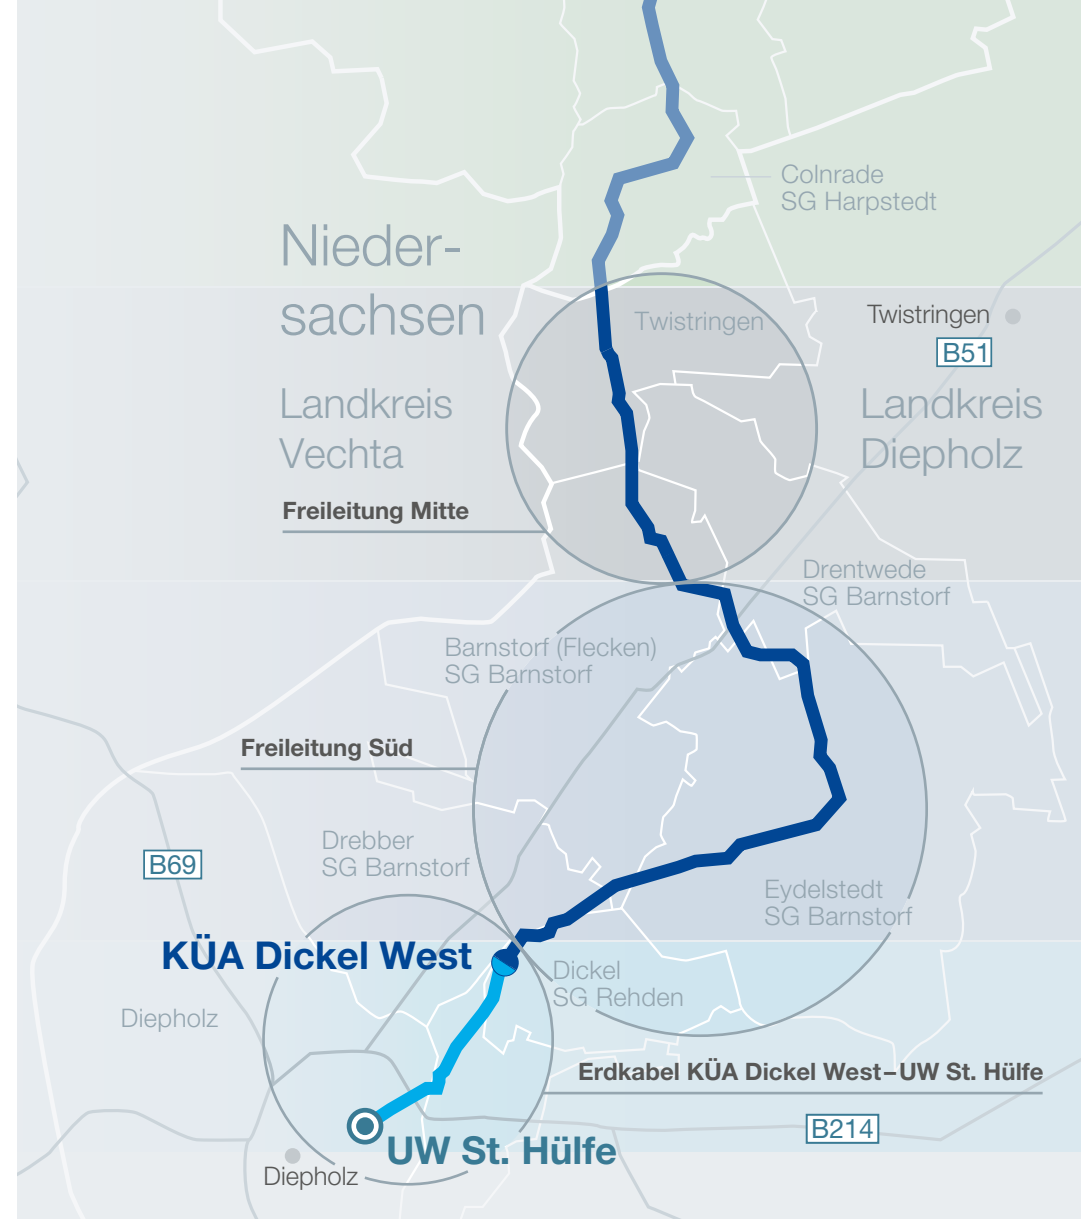 Colnrade
SG Harpstedt
Nieder-
sachsen
Twistringen
Twistringen
B51
Landkreis
Vechta
Landkreis
Diepholz
Freileitung Mitte
Drentwede
SG Barnstorf
Barnstorf (Flecken)
SG Barnstorf
Freileitung Süd
Drebber
SG Barnstorf
B69
Eydelstedt
SG Barnstorf
KÜA Dickel West
Dickel
SG Rehden
Diepholz
Erdkabel KÜA Dickel West–UW St. Hülfe
B214
UW St. Hülfe
Diepholz